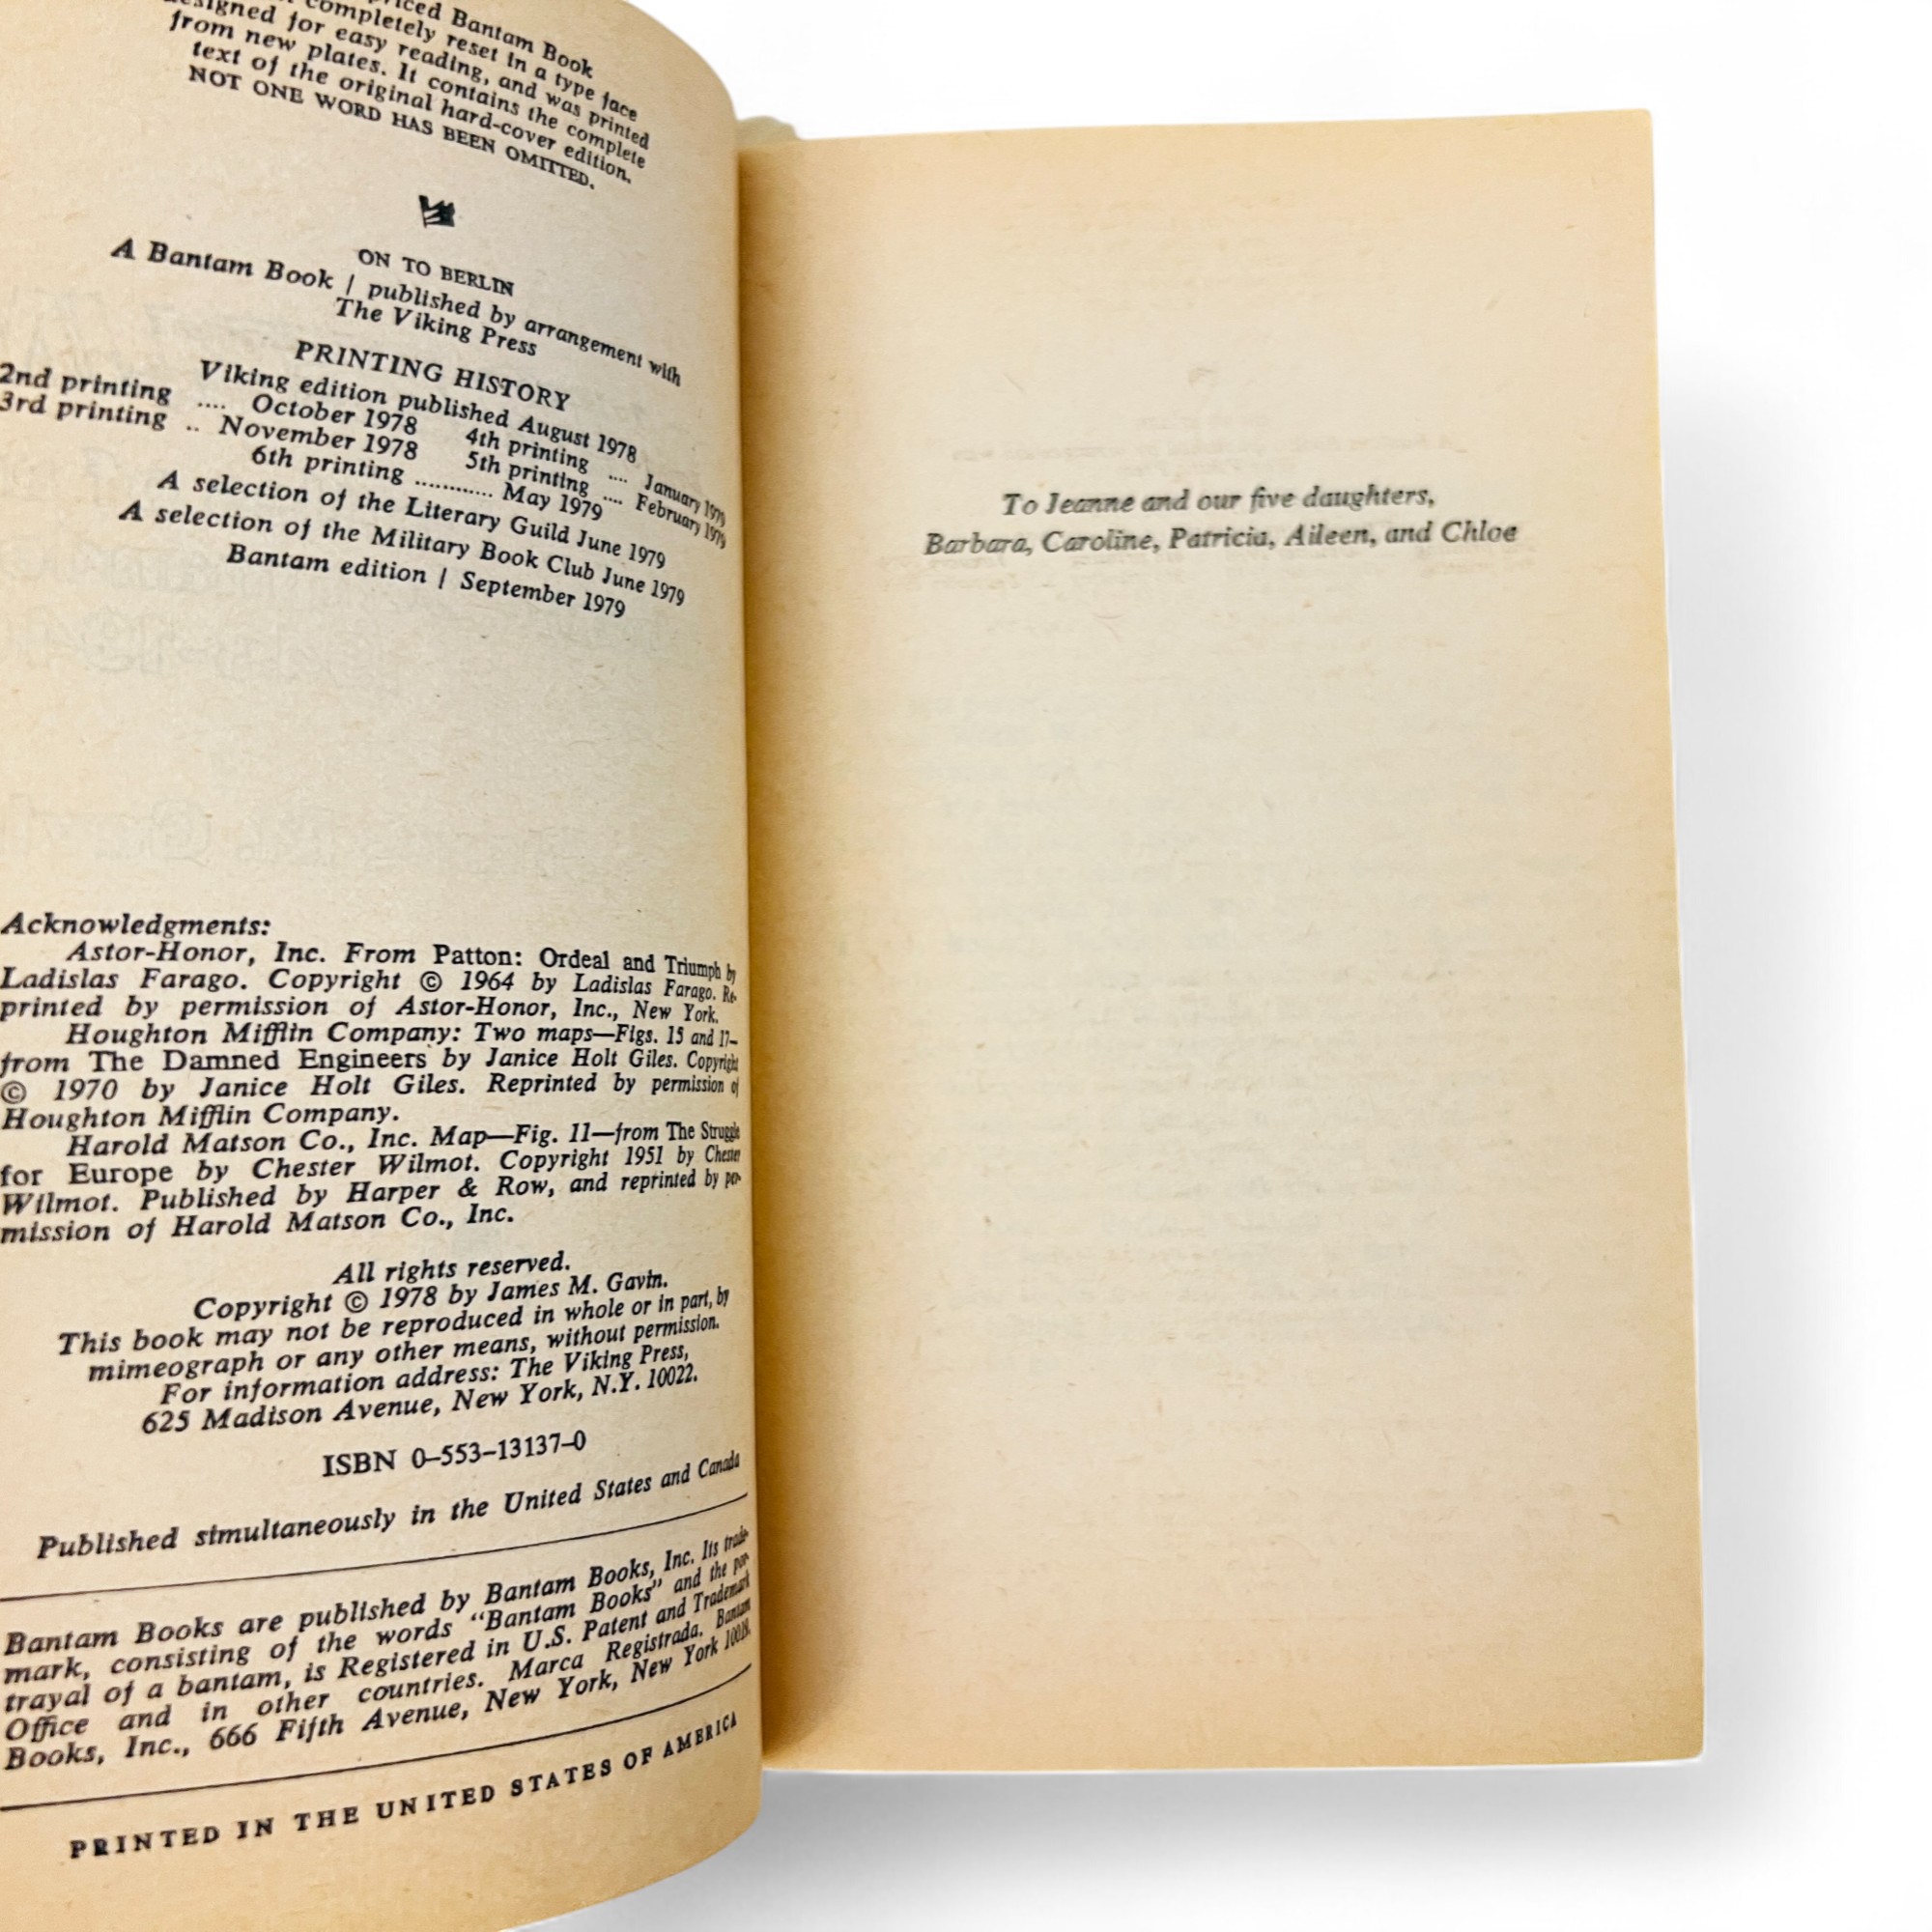 priced Bantam Book
completely reset in a type face
designed for easy reading, and was printed
from new plates. It contains the complete
text of the original hard-cover edition.
NOT ONE WORD HAS BEEN OMITTED.
ON TO BERLIN
A Bantam Book | published by arrangement with
The Viking Press
PRINTING HISTORY
Viking edition published August 1978
2nd printing .... October 1978 4th printing .... January 1979
3rd printing .. November 1978 5th printing .... February 1979
6th printing ............ May 1979
A selection of the Literary Guild June 1979
A selection of the Military Book Club June 1979
Bantam edition | September 1979
Acknowledgments:
Astor-Honor, Inc. From Patton: Ordeal and Triumph by
Ladislas Farago. Copyright © 1964 by Ladislas Farago. Re-
printed by permission of Astor-Honor, Inc., New York.
Houghton Mifflin Company: Two maps—Figs. 15 and 17—
from The Damned Engineers by Janice Holt Giles. Copyright
© 1970 by Janice Holt Giles. Reprinted by permission of
Houghton Mifflin Company.
Harold Matson Co., Inc. Map—Fig. 11—from The Struggle
for Europe by Chester Wilmot. Copyright 1951 by Chester
Wilmot. Published by Harper & Row, and reprinted by per-
mission of Harold Matson Co., Inc.
All rights reserved.
Copyright © 1978 by James M. Gavin.
This book may not be reproduced in whole or in part, by
mimeograph or any other means, without permission.
For information address: The Viking Press,
625 Madison Avenue, New York, N.Y. 10022.
ISBN 0–553–13137–0
Published simultaneously in the United States and Canada
Bantam Books are published by Bantam Books, Inc. Its trade-
mark, consisting of the words “Bantam Books” and the por-
trayal of a bantam, is Registered in U.S. Patent and Trademark
Office and in other countries. Marca Registrada. Bantam
Books, Inc., 666 Fifth Avenue, New York, New York 10019.
PRINTED IN THE UNITED STATES OF AMERICA
To Jeanne and our five daughters,
Barbara, Caroline, Patricia, Aileen, and Chloe